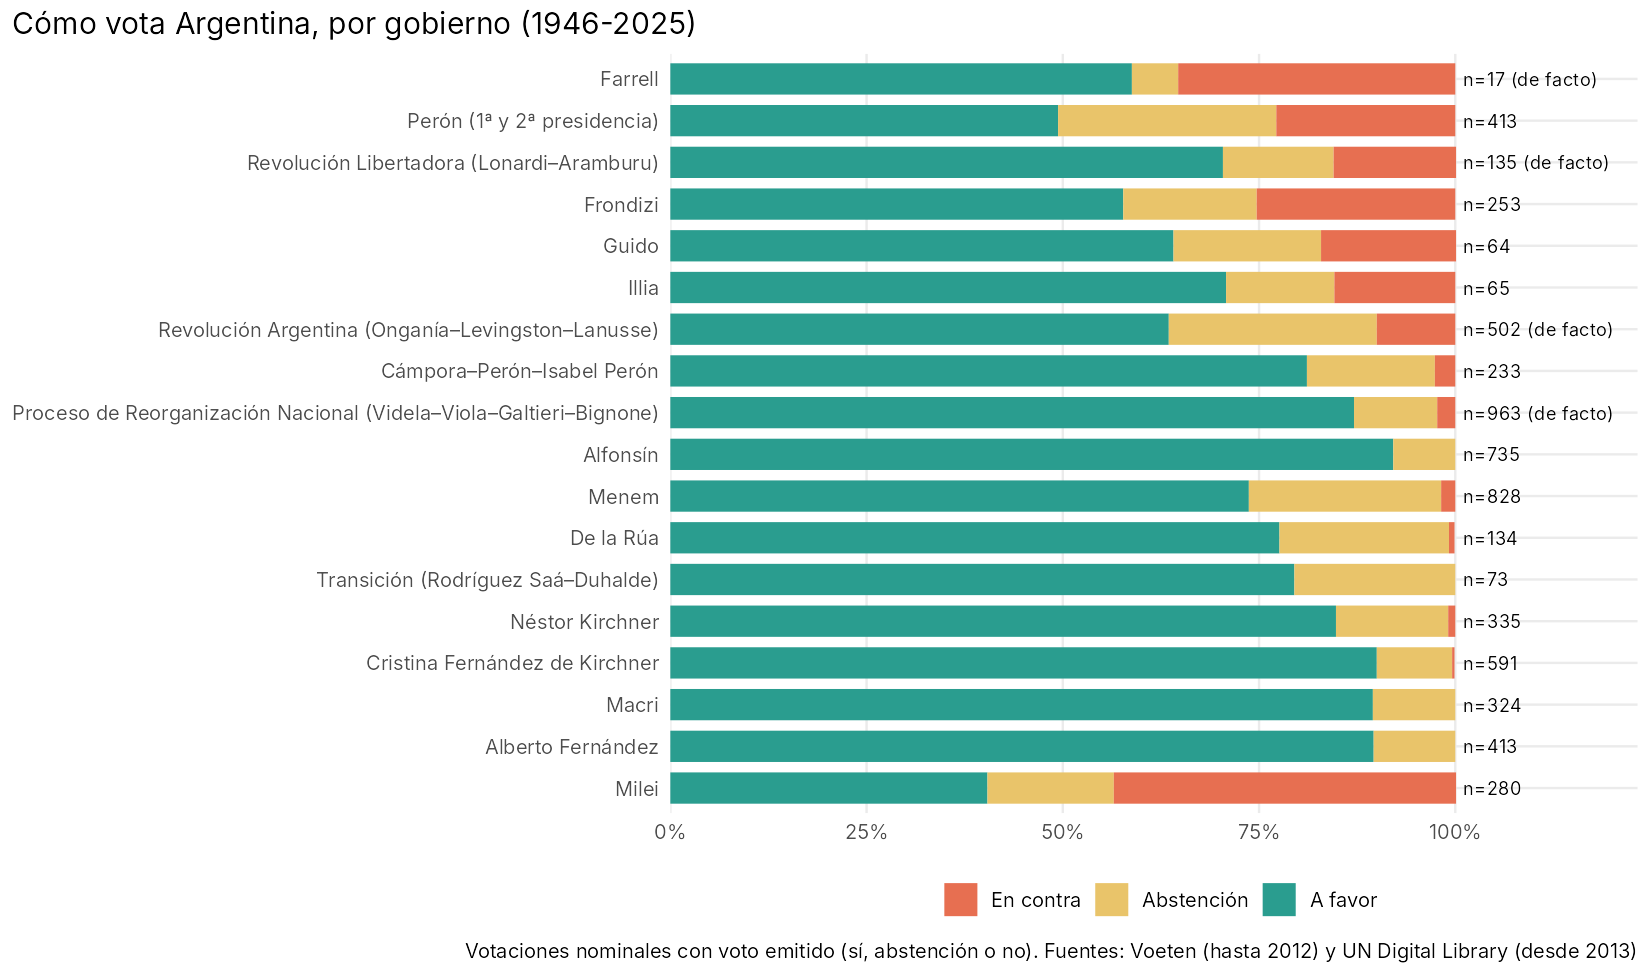 Cómo vota Argentina, por gobierno (1946-2025)
Farrell n=17 (de facto)
Perón (1ª y 2ª presidencia) n=413
Revolución Libertadora (Lonardi–Aramburu) n=135 (de facto)
Frondizi n=253
Guido n=64
Illia n=65
Revolución Argentina (Onganía–Levingston–Lanusse) n=502 (de facto)
Cámpora–Perón–Isabel Perón n=233
Proceso de Reorganización Nacional (Videla–Viola–Galtieri–Bignone) n=963 (de facto)
Alfonsín n=735
Menem n=828
De la Rúa n=134
Transición (Rodríguez Saá–Duhalde) n=73
Néstor Kirchner n=335
Cristina Fernández de Kirchner n=591
Macri n=324
Alberto Fernández n=413
Milei n=280
0% 25% 50% 75% 100%
En contra Abstención A favor
Votaciones nominales con voto emitido (sí, abstención o no). Fuentes: Voeten (hasta 2012) y UN Digital Library (desde 2013)